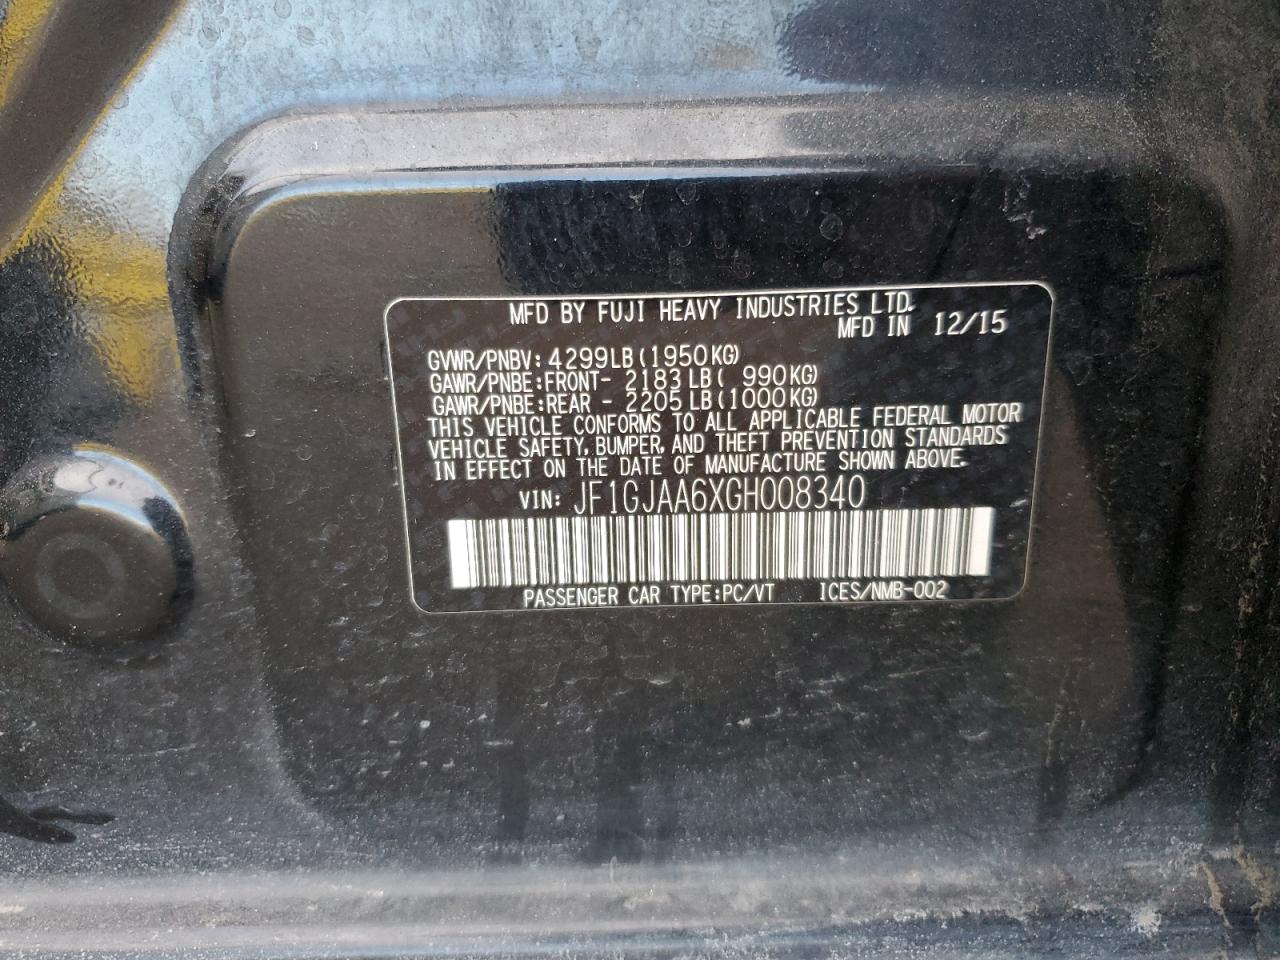 MFD BY FUJI HEAVY INDUSTRIES LTD.
MFD IN 12/15
GVWR/PNBV: 4299LB(1950KG)
GAWR/PNBE:FRONT- 2183LB( 990KG)
GAWR/PNBE:REAR - 2205LB(1000KG)
THIS VEHICLE CONFORMS TO ALL APPLICABLE FEDERAL MOTOR
VEHICLE SAFETY, BUMPER, AND THEFT PREVENTION STANDARDS
IN EFFECT ON THE DATE OF MANUFACTURE SHOWN ABOVE.
VIN: JF1GJAA6XGH008340
PASSENGER CAR TYPE:PC/VT ICES/NMB-002